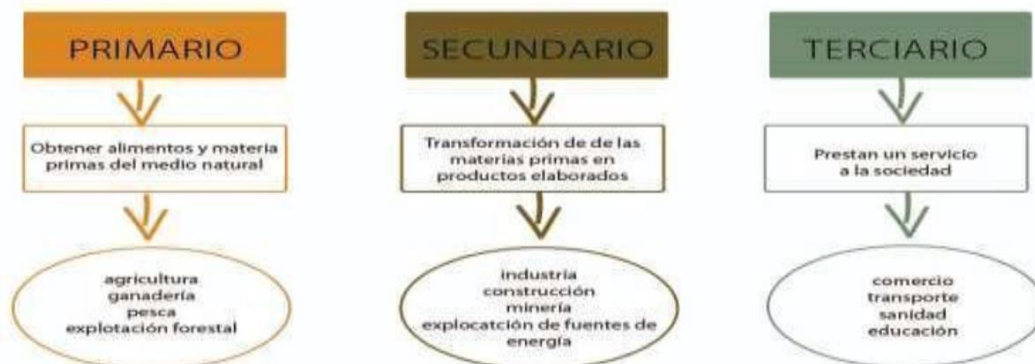 PRIMARIO
Obtener alimentos y materia
primas del medio natural
agricultura
ganadería
pesca
explotación forestal
SECUNDARIO
Transformación de de las
materias primas en
productos elaborados
industria
construcción
minería
explocatción de fuentes de
energía
TERCIARIO
Prestan un servicio
a la sociedad
comercio
transporte
sanidad
educación